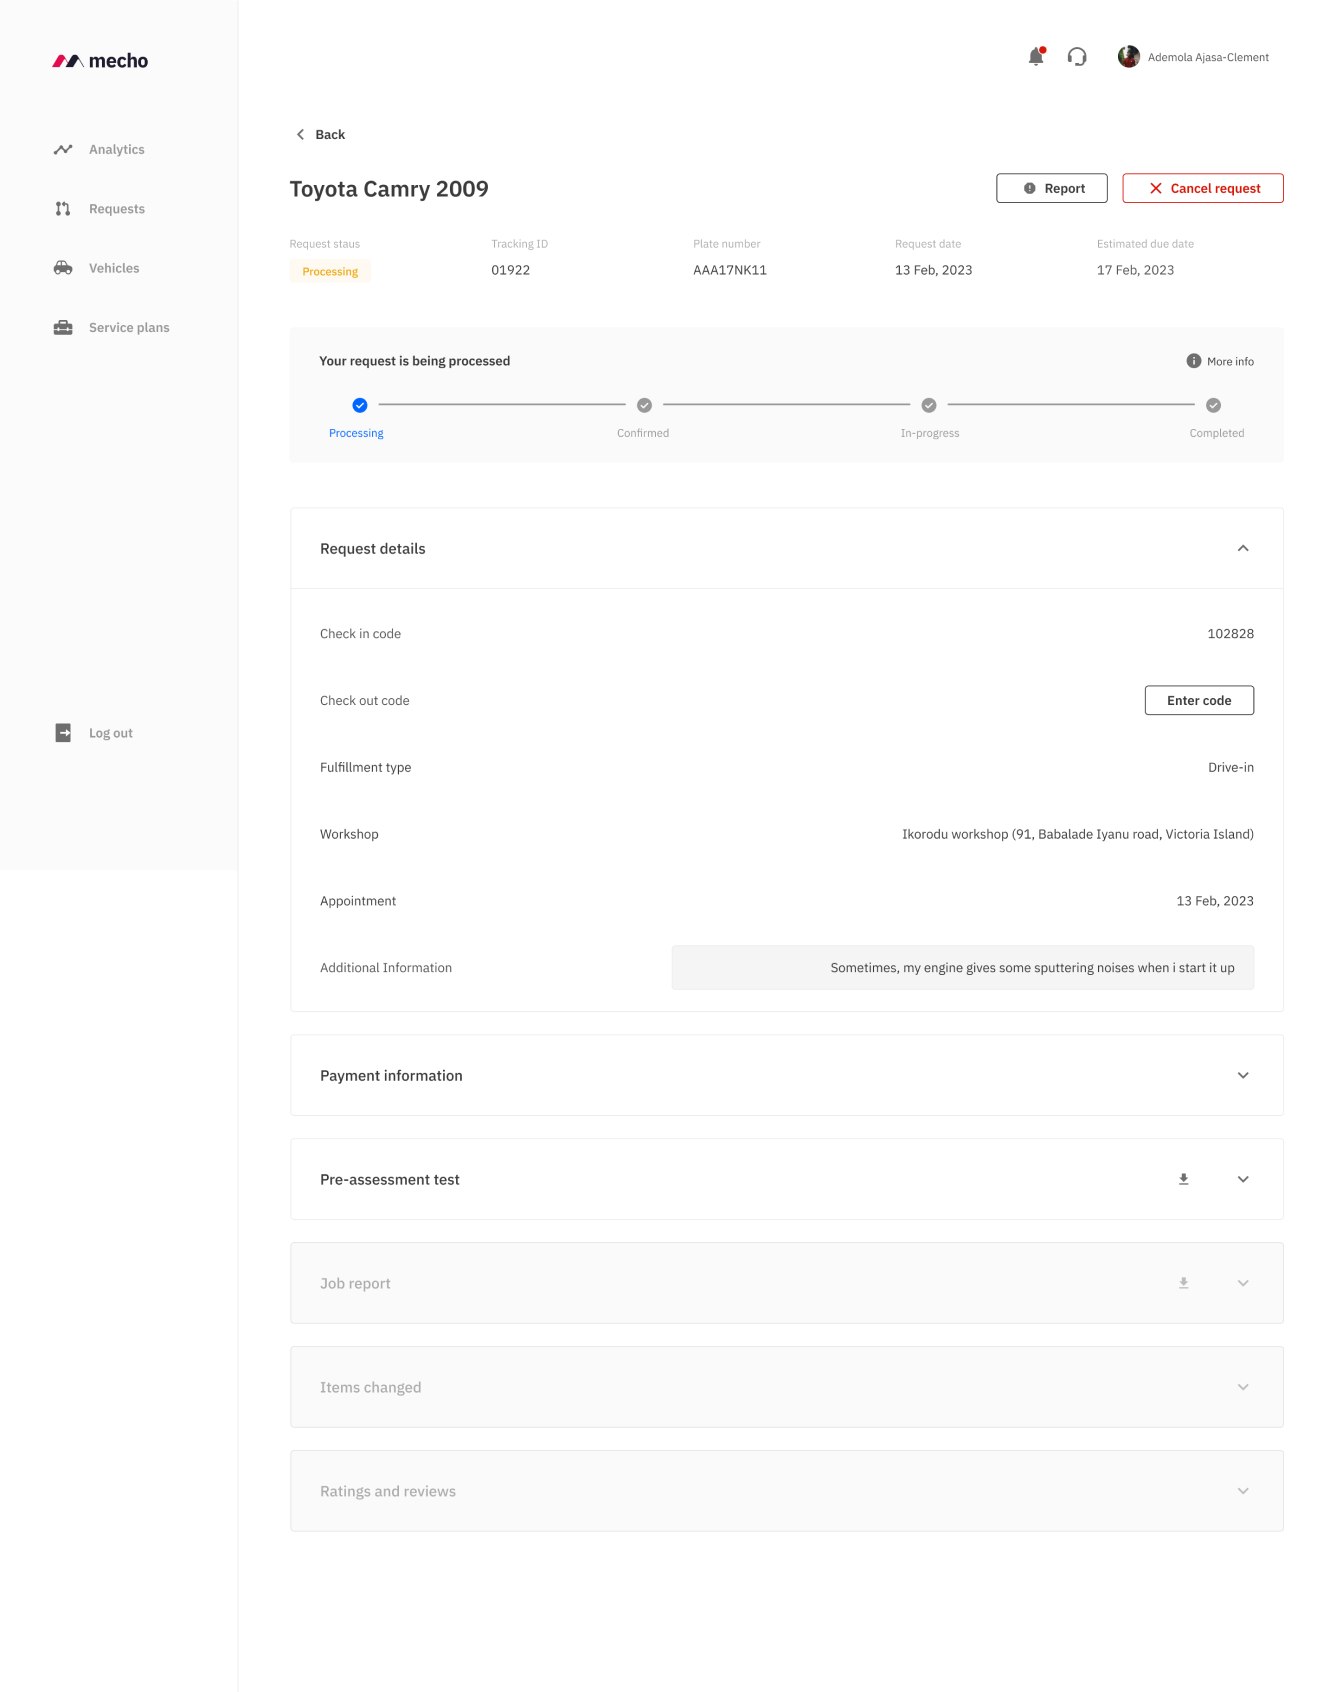 mecho
Ademola Ajasa-Clement
Analytics
Requests
Vehicles
Service plans
Log out
Back
Toyota Camry 2009
Report
Cancel request
Request staus
Tracking ID
Plate number
Request date
Estimated due date
Processing
01922
AAA17NK11
13 Feb, 2023
17 Feb, 2023
Your request is being processed
More info
Processing
Confirmed
In-progress
Completed
Request details
Check in code
102828
Check out code
Enter code
Fulfillment type
Drive-in
Workshop
Ikorodu workshop (91, Babalade Iyanu road, Victoria Island)
Appointment
13 Feb, 2023
Additional Information
Sometimes, my engine gives some sputtering noises when i start it up
Payment information
Pre-assessment test
Job report
Items changed
Ratings and reviews